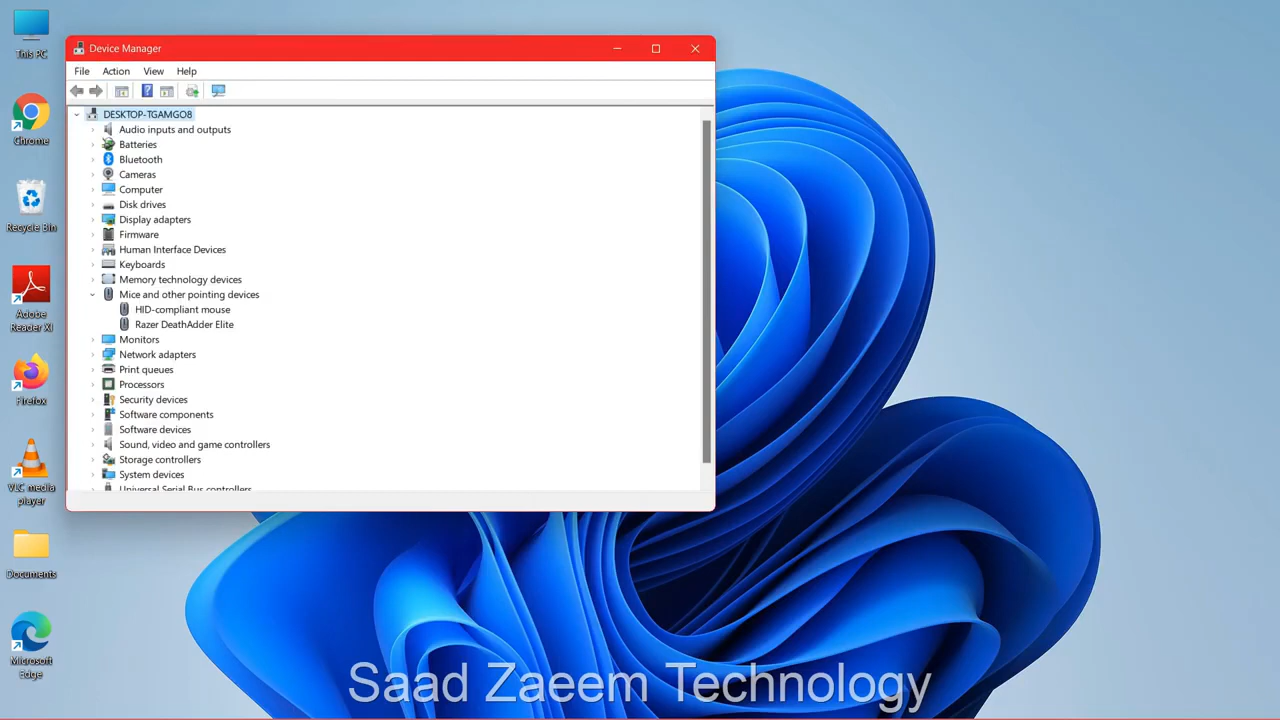 This PC
Chrome
Recycle Bin
Adobe
Reader XI
Firefox
VLC media
player
Documents
Microsoft
Edge
Device Manager
File Action View Help
DESKTOP-TGAMGO8
Audio inputs and outputs
Batteries
Bluetooth
Cameras
Computer
Disk drives
Display adapters
Firmware
Human Interface Devices
Keyboards
Memory technology devices
Mice and other pointing devices
HID-compliant mouse
Razer DeathAdder Elite
Monitors
Network adapters
Print queues
Processors
Security devices
Software components
Software devices
Sound, video and game controllers
Storage controllers
System devices
Universal Serial Bus controllers
Saad Zaeem Technology